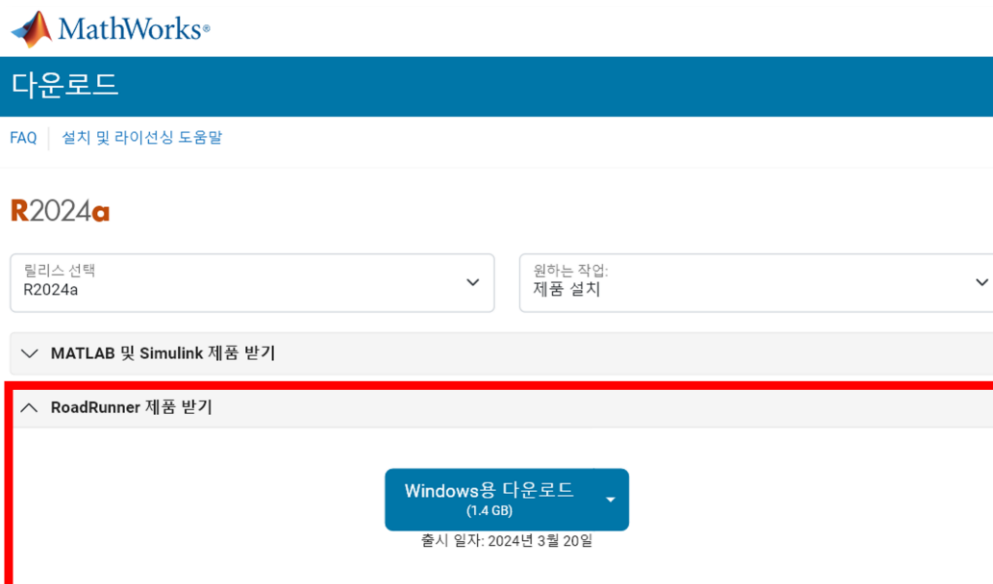 MathWorks®
다운로드
FAQ 설치 및 라이선싱 도움말
R2024a
릴리스 선택
R2024a
원하는 작업:
제품 설치
MATLAB 및 Simulink 제품 받기
RoadRunner 제품 받기
Windows용 다운로드
(1.4 GB)
출시 일자: 2024년 3월 20일